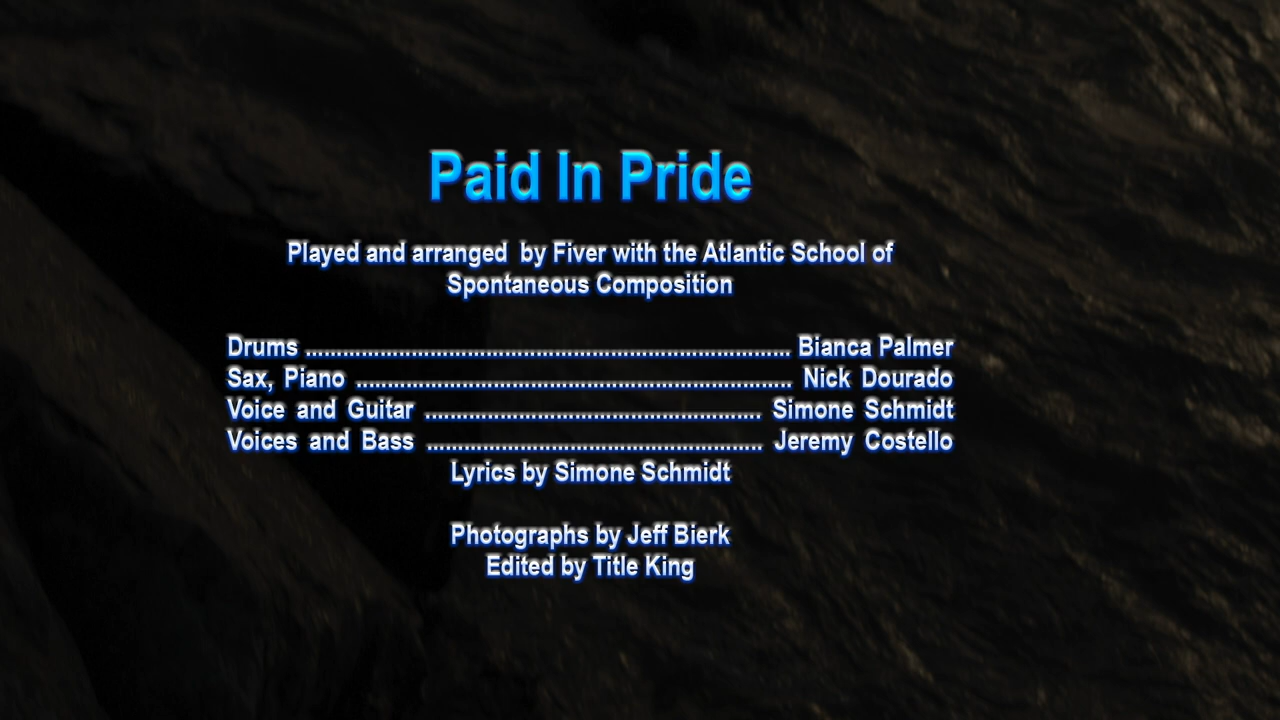 Paid In Pride
Played and arranged  by Fiver with the Atlantic School of
Spontaneous Composition
Drums ............................................................................... Bianca Palmer
Sax, Piano ....................................................................... Nick Dourado
Voice and Guitar ....................................................... Simone Schmidt
Voices and Bass ....................................................... Jeremy Costello
Lyrics by Simone Schmidt
Photographs by Jeff Bierk
Edited by Title King